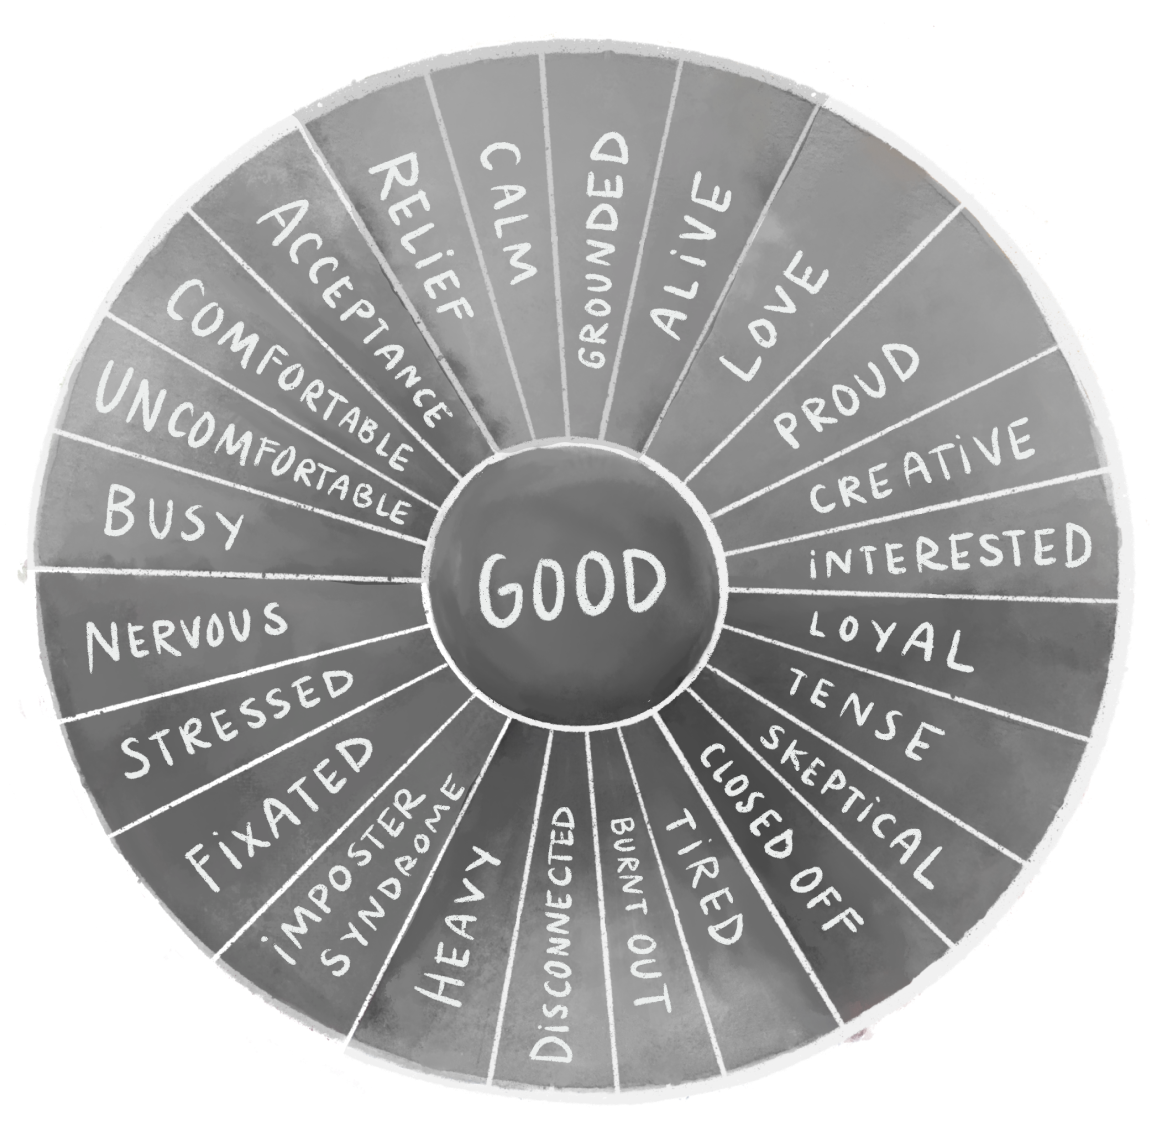 GOOD
GROUNDED
ALiVE
LOVE
PROUD
CREATiVE
iNTERESTED
LOYAL
TENSE
SKEPTiCAL
CLOSED OFF
TiRED
BURNT OUT
DiSCONNECTED
HEAVY
iMPOSTER
SYNDROME
FiXATED
STRESSED
NERVOUS
BUSY
UNCOMFORTABLE
COMFORTABLE
ACCEPTANCE
RELiEF
CALM